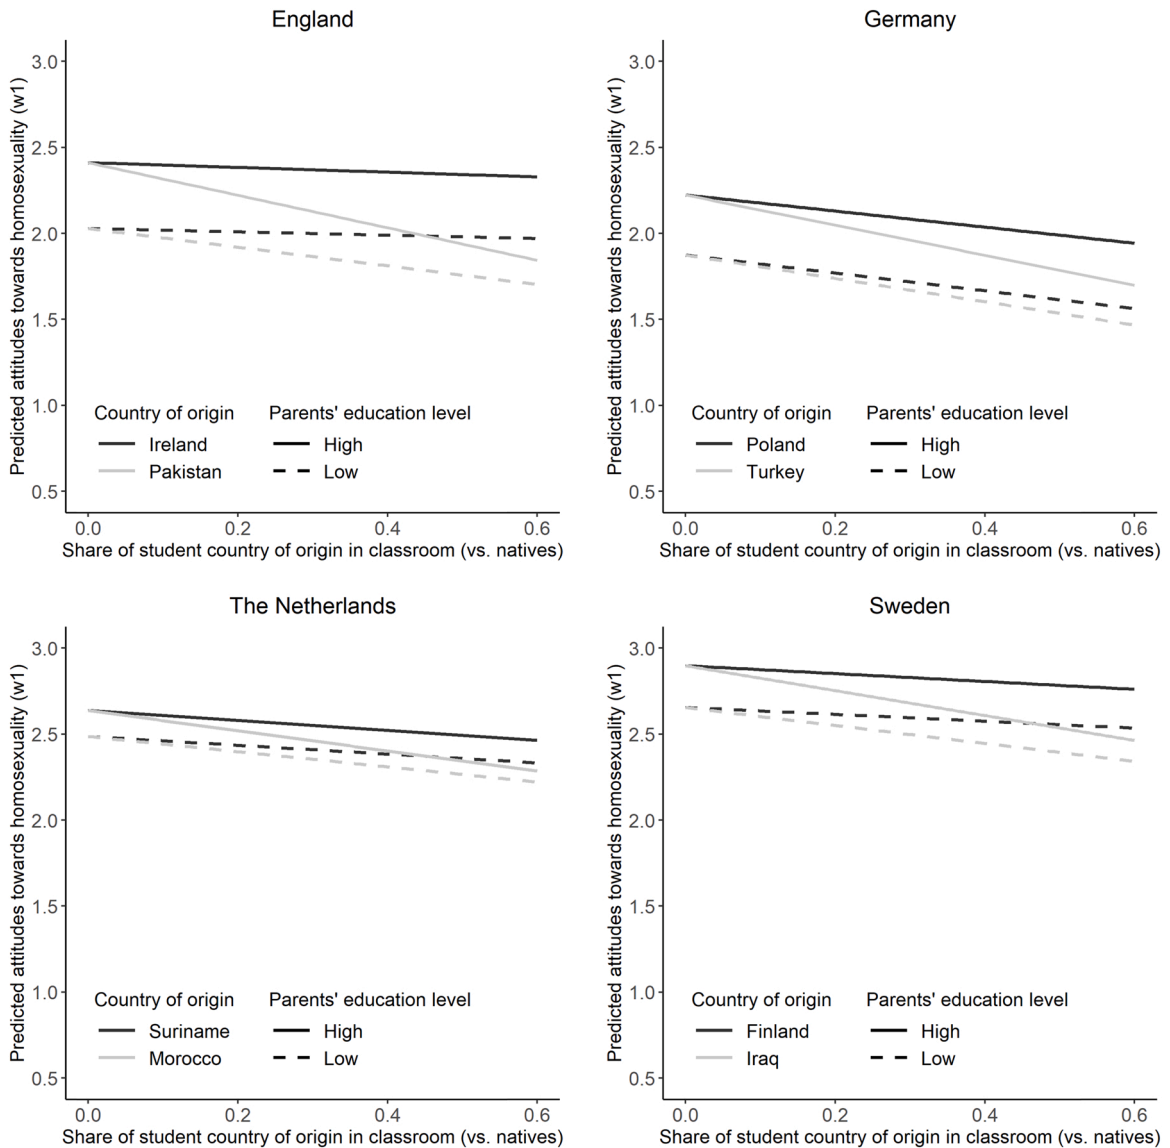 England
Predicted attitudes towards homosexuality (w1)
3.0
2.5
2.0
1.5
1.0
0.5
Country of origin Parents' education level
Ireland High
Pakistan Low
0.0 0.2 0.4 0.6
Share of student country of origin in classroom (vs. natives)
Germany
Predicted attitudes towards homosexuality (w1)
3.0
2.5
2.0
1.5
1.0
0.5
Country of origin Parents' education level
Poland High
Turkey Low
0.0 0.2 0.4 0.6
Share of student country of origin in classroom (vs. natives)
The Netherlands
Predicted attitudes towards homosexuality (w1)
3.0
2.5
2.0
1.5
1.0
0.5
Country of origin Parents' education level
Suriname High
Morocco Low
0.0 0.2 0.4 0.6
Share of student country of origin in classroom (vs. natives)
Sweden
Predicted attitudes towards homosexuality (w1)
3.0
2.5
2.0
1.5
1.0
0.5
Country of origin Parents' education level
Finland High
Iraq Low
0.0 0.2 0.4 0.6
Share of student country of origin in classroom (vs. natives)